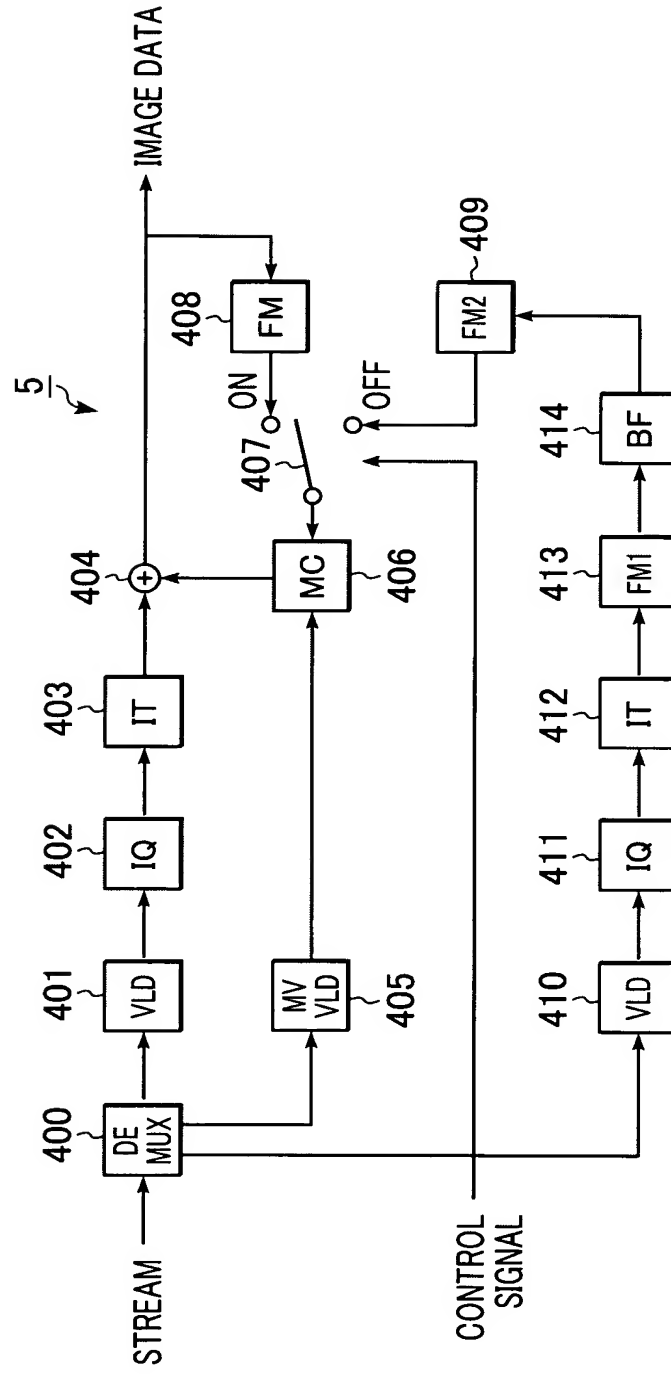 5
STREAM
400
DE
MUX
401
VLD
402
IQ
403
IT
404
+
IMAGE DATA
405
MV
VLD
406
MC
407
ON
OFF
408
FM
409
FM2
CONTROL
SIGNAL
410
VLD
411
IQ
412
IT
413
FM1
414
BF